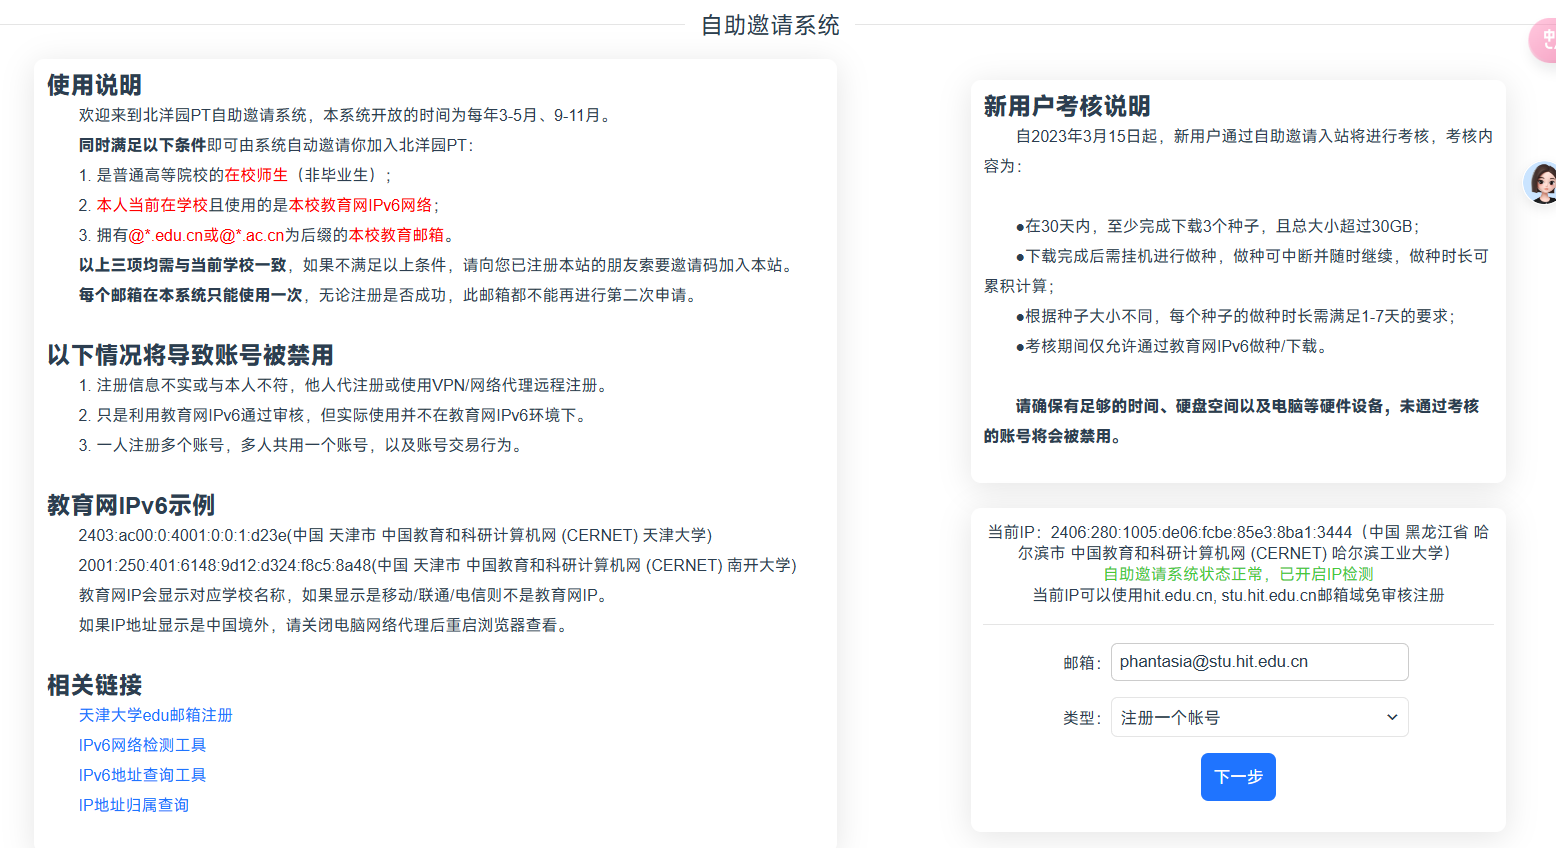 自助邀请系统
使用说明
欢迎来到北洋园PT自助邀请系统，本系统开放的时间为每年3-5月、9-11月。
同时满足以下条件即可由系统自动邀请你加入北洋园PT：
1. 是普通高等院校的在校师生（非毕业生）；
2. 本人当前在学校且使用的是本校教育网IPv6网络；
3. 拥有@*.edu.cn或@*.ac.cn为后缀的本校教育邮箱。
以上三项均需与当前学校一致，如果不满足以上条件，请向您已注册本站的朋友索要邀请码加入本站。
每个邮箱在本系统只能使用一次，无论注册是否成功，此邮箱都不能再进行第二次申请。
以下情况将导致账号被禁用
1. 注册信息不实或与本人不符，他人代注册或使用VPN/网络代理远程注册。
2. 只是利用教育网IPv6通过审核，但实际使用并不在教育网IPv6环境下。
3. 一人注册多个账号，多人共用一个账号，以及账号交易行为。
教育网IPv6示例
2403:ac00:0:4001:0:0:1:d23e(中国 天津市 中国教育和科研计算机网 (CERNET) 天津大学)
2001:250:401:6148:9d12:d324:f8c5:8a48(中国 天津市 中国教育和科研计算机网 (CERNET) 南开大学)
教育网IP会显示对应学校名称，如果显示是移动/联通/电信则不是教育网IP。
如果IP地址显示是中国境外，请关闭电脑网络代理后重启浏览器查看。
相关链接
天津大学edu邮箱注册
IPv6网络检测工具
IPv6地址查询工具
IP地址归属查询
新用户考核说明
自2023年3月15日起，新用户通过自助邀请入站将进行考核，考核内
容为：
●在30天内，至少完成下载3个种子，且总大小超过30GB；
●下载完成后需挂机进行做种，做种可中断并随时继续，做种时长可
累积计算；
●根据种子大小不同，每个种子的做种时长需满足1-7天的要求；
●考核期间仅允许通过教育网IPv6做种/下载。
请确保有足够的时间、硬盘空间以及电脑等硬件设备，未通过考核
的账号将会被禁用。
当前IP：2406:280:1005:de06:fcbe:85e3:8ba1:3444（中国 黑龙江省 哈
尔滨市 中国教育和科研计算机网 (CERNET) 哈尔滨工业大学）
自助邀请系统状态正常，已开启IP检测
当前IP可以使用hit.edu.cn, stu.hit.edu.cn邮箱域免审核注册
邮箱： phantasia@stu.hit.edu.cn
类型： 注册一个帐号
下一步